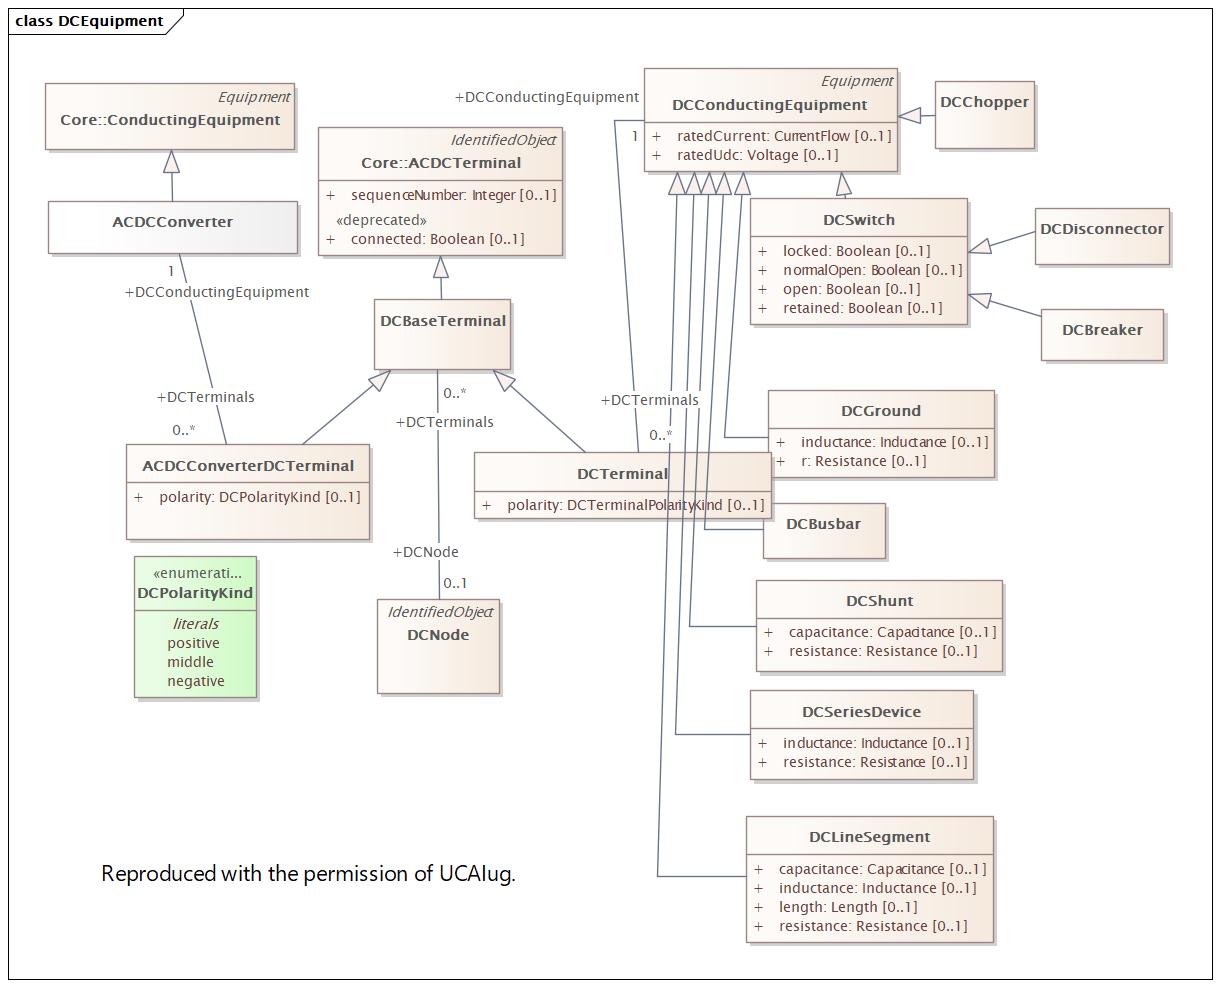 class DCEquipment
Equipment
Core::ConductingEquipment
ACDCConverter
1
+DCConductingEquipment
+DCTerminals
0..*
ACDCConverterDCTerminal
+ polarity: DCPolarityKind [0..1]
«enumerati...
DCPolarityKind
literals
positive
middle
negative
IdentifiedObject
Core::ACDCTerminal
+ sequenceNumber: Integer [0..1]
«deprecated»
+ connected: Boolean [0..1]
DCBaseTerminal
0..*
+DCTerminals
+DCNode
0..1
IdentifiedObject
DCNode
+DCConductingEquipment
1
+DCTerminals
0..*
DCTerminal
+ polarity: DCTerminalPolarityKind [0..1]
Equipment
DCConductingEquipment
+ ratedCurrent: CurrentFlow [0..1]
+ ratedUdc: Voltage [0..1]
DCChopper
DCSwitch
+ locked: Boolean [0..1]
+ normalOpen: Boolean [0..1]
+ open: Boolean [0..1]
+ retained: Boolean [0..1]
DCDisconnector
DCBreaker
DCGround
+ inductance: Inductance [0..1]
+ r: Resistance [0..1]
DCBusbar
DCShunt
+ capacitance: Capacitance [0..1]
+ resistance: Resistance [0..1]
DCSeriesDevice
+ inductance: Inductance [0..1]
+ resistance: Resistance [0..1]
DCLineSegment
+ capacitance: Capacitance [0..1]
+ inductance: Inductance [0..1]
+ length: Length [0..1]
+ resistance: Resistance [0..1]
Reproduced with the permission of UCAIug.